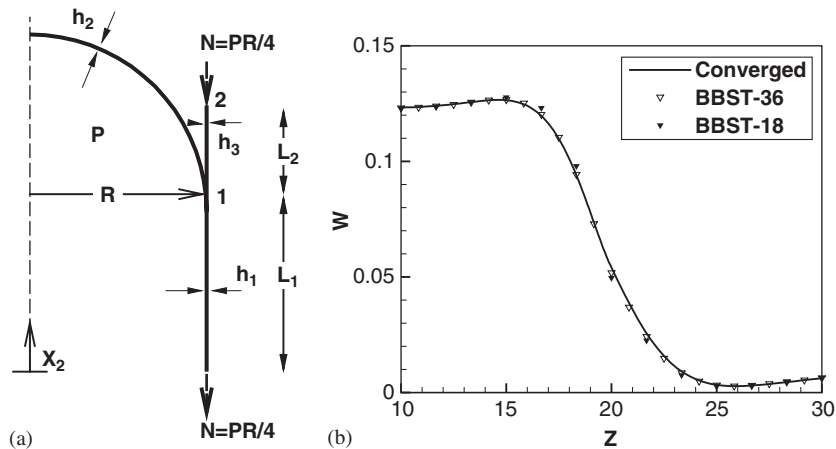 h2
N=PR/4
2
P
h3
L2
R
1
h1
L1
X2
N=PR/4
(a)
0.15
0.1
0.05
0
W
10
15
20
25
30
Z
Converged
BBST-36
BBST-18
(b)